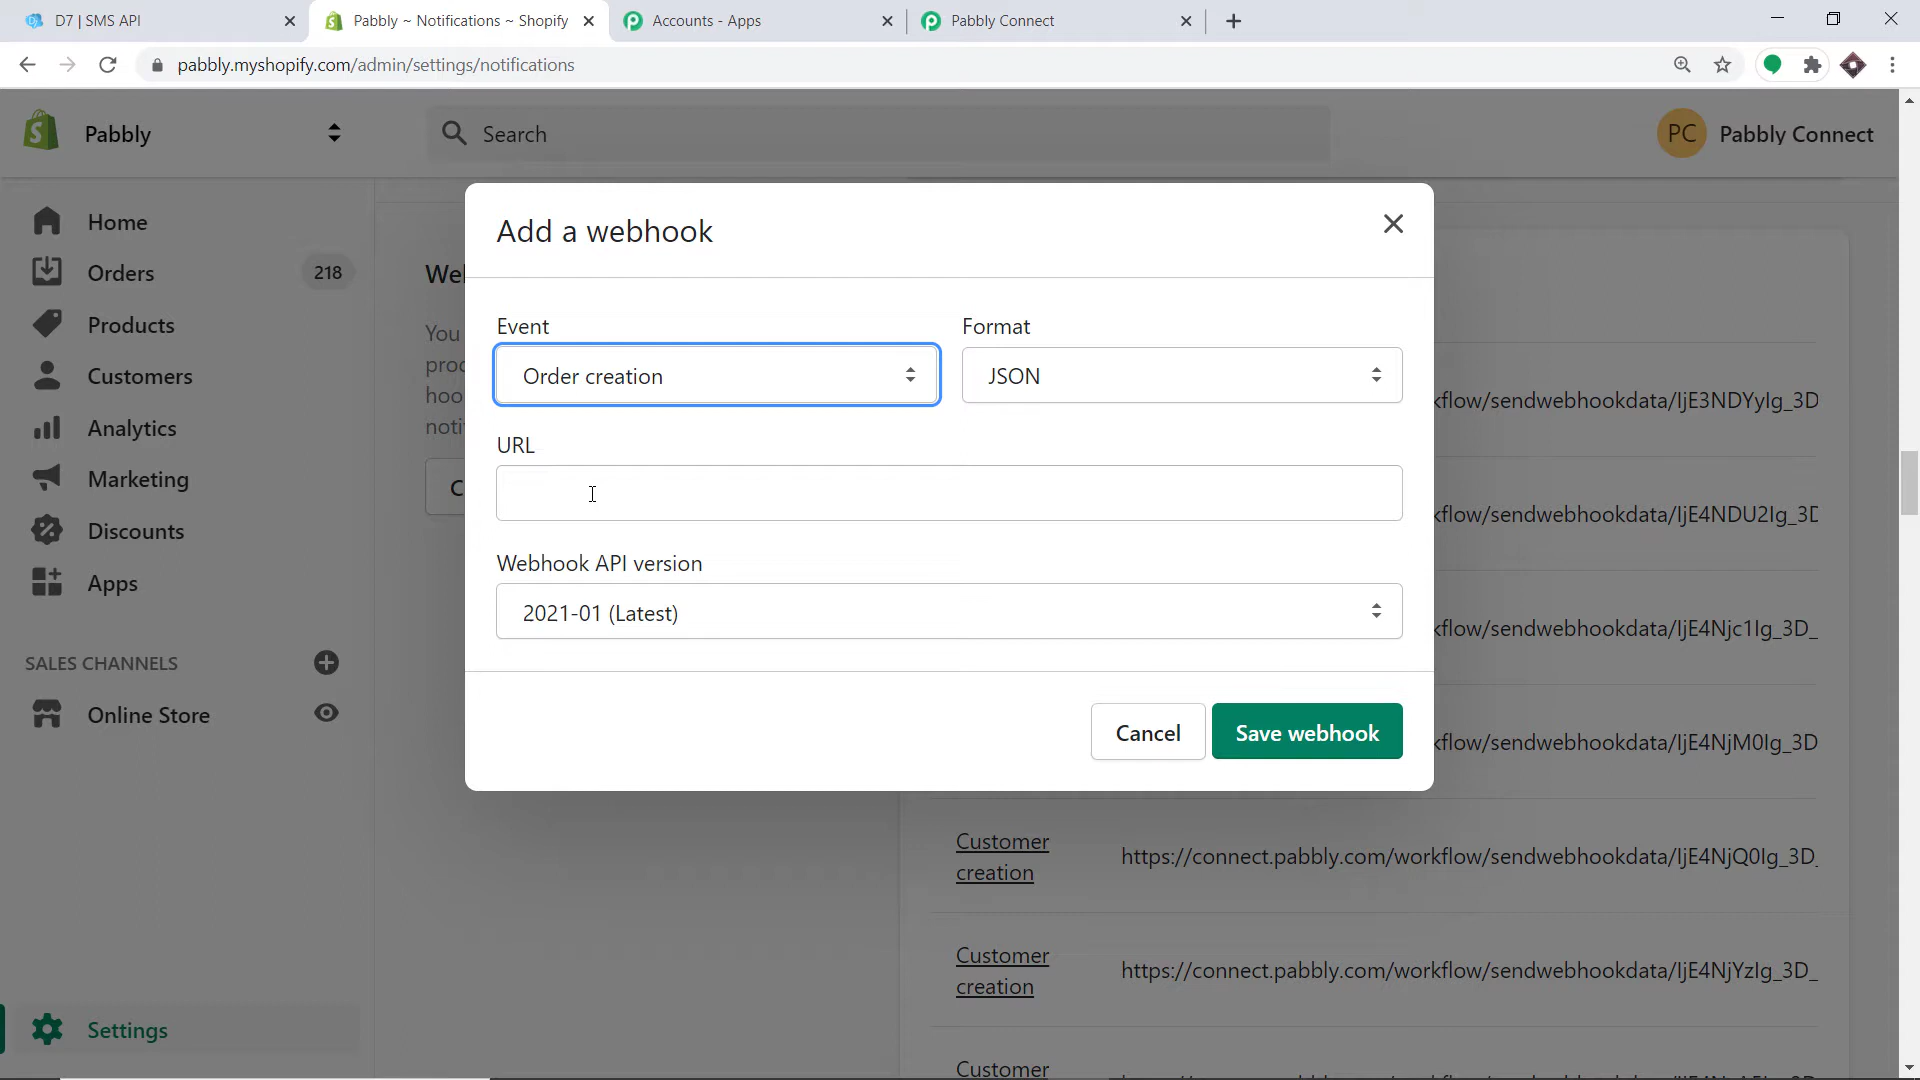 D7 | SMS API
Pabbly ~ Notifications ~ Shopify
Accounts - Apps
Pabbly Connect
pabbly.myshopify.com/admin/settings/notifications
Pabbly
Search
PC Pabbly Connect
Home
Orders 218
Products
Customers
Analytics
Marketing
Discounts
Apps
SALES CHANNELS
Online Store
Settings
You
Add a webhook
Event
Order creation
Format
JSON
URL
Webhook API version
2021-01 (Latest)
Cancel
Save webhook
kflow/sendwebhookdata/IjE3NDYyIg_3D
kflow/sendwebhookdata/IjE4NDU2Ig_3D
kflow/sendwebhookdata/IjE4Njc1Ig_3D_
kflow/sendwebhookdata/IjE4NjM0Ig_3D
Customer
creation
https://connect.pabbly.com/workflow/sendwebhookdata/IjE4NjQ0Ig_3D_
Customer
creation
https://connect.pabbly.com/workflow/sendwebhookdata/IjE4NjYzIg_3D_
Customer